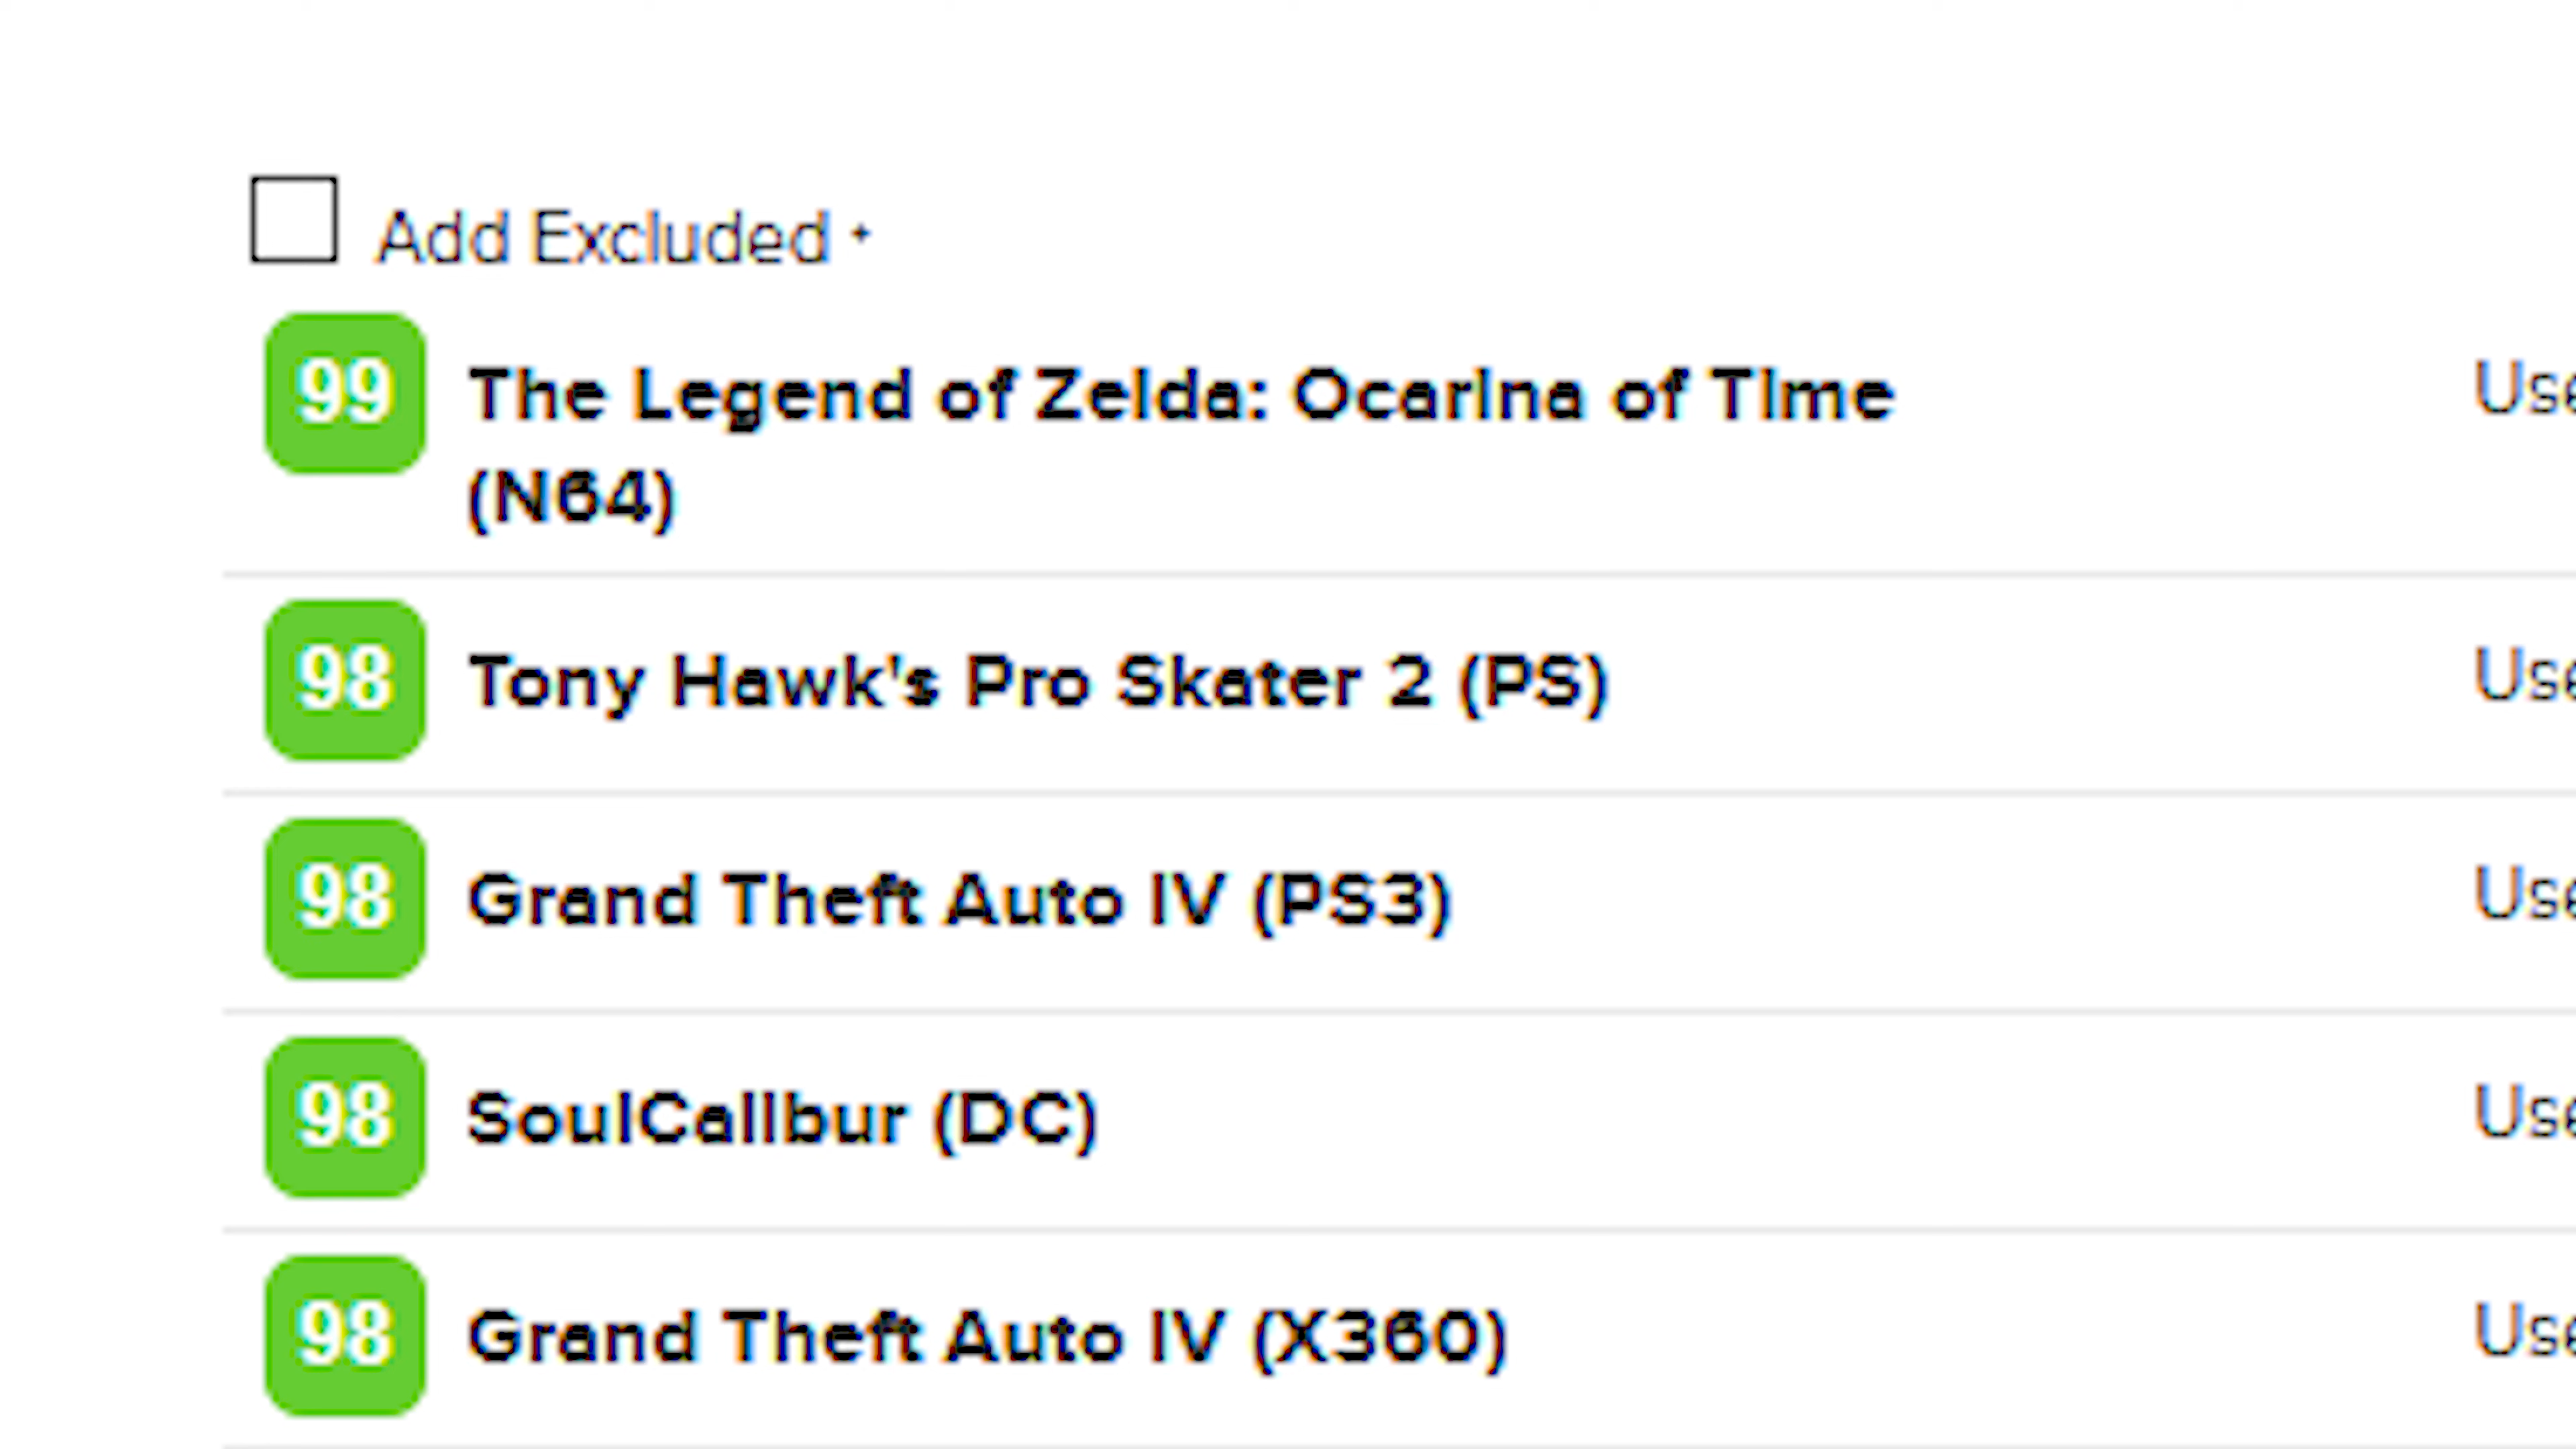 Add Excluded +
99 The Legend of Zelda: Ocarina of Time
(N64)
98 Tony Hawk's Pro Skater 2 (PS)
98 Grand Theft Auto IV (PS3)
98 SoulCalibur (DC)
98 Grand Theft Auto IV (X360)